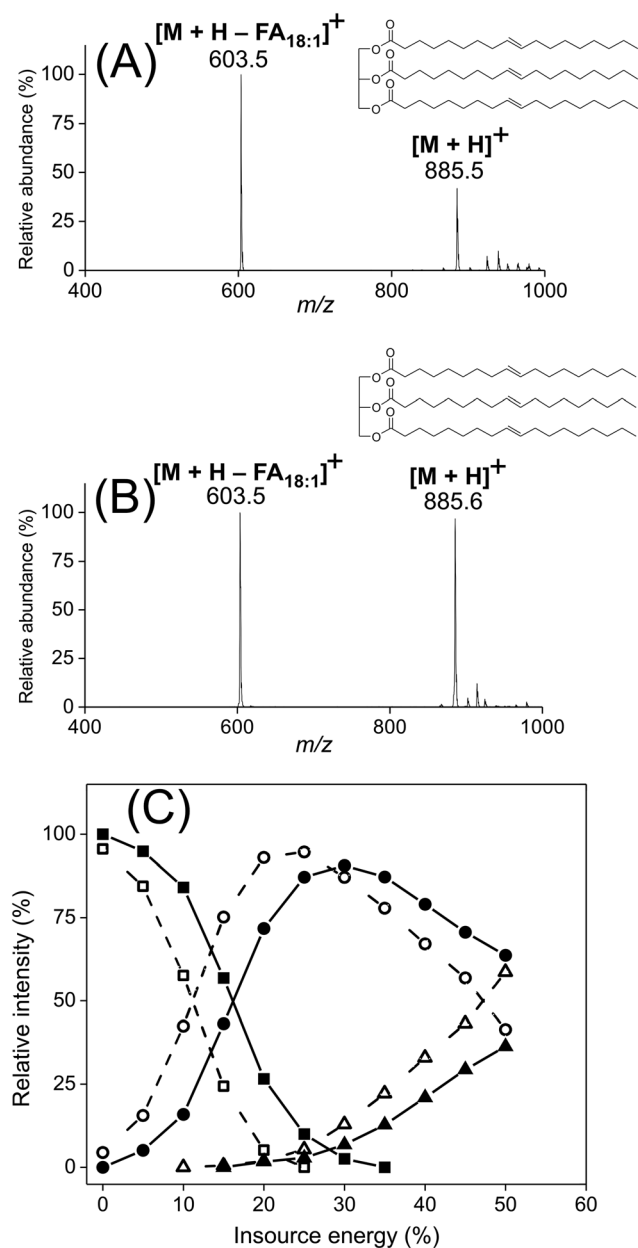 (A)
[M + H – FA18:1]+
603.5
[M + H]+
885.5
O
O
O
O
O
O
Relative abundance (%)
100
75
50
25
0
400
600
800
1000
m/z
O
O
O
O
O
O
(B)
[M + H – FA18:1]+
603.5
[M + H]+
885.6
Relative abundance (%)
100
75
50
25
0
400
600
800
1000
m/z
(C)
Relative intensity (%)
100
75
50
25
0
0 10 20 30 40 50 60
Insource energy (%)